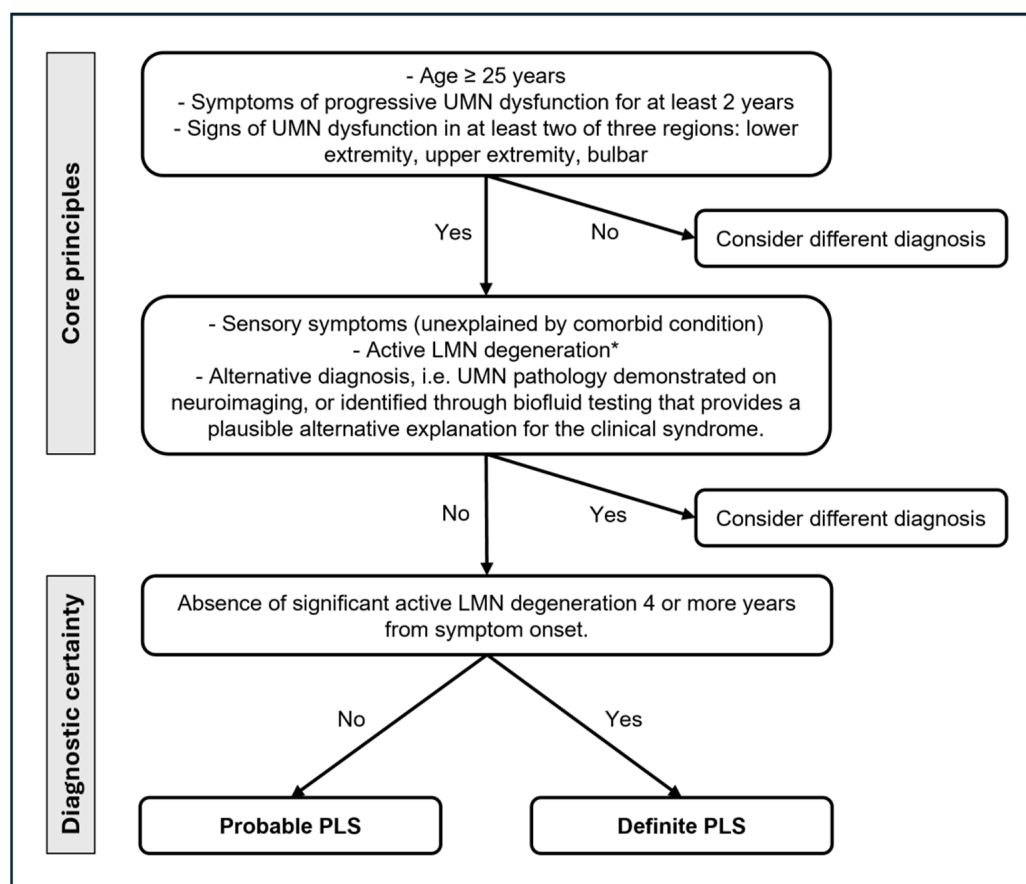 Core principles
- Age ≥ 25 years
- Symptoms of progressive UMN dysfunction for at least 2 years
- Signs of UMN dysfunction in at least two of three regions: lower
extremity, upper extremity, bulbar
Yes
No
Consider different diagnosis
- Sensory symptoms (unexplained by comorbid condition)
- Active LMN degeneration*
- Alternative diagnosis, i.e. UMN pathology demonstrated on
neuroimaging, or identified through biofluid testing that provides a
plausible alternative explanation for the clinical syndrome.
No
Yes
Consider different diagnosis
Diagnostic certainty
Absence of significant active LMN degeneration 4 or more years
from symptom onset.
No
Yes
Probable PLS
Definite PLS